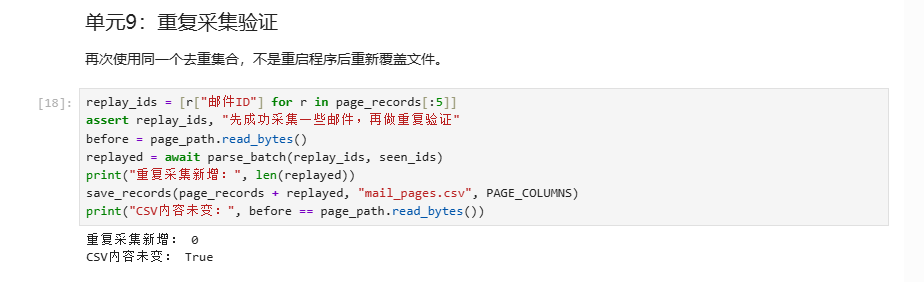 单元9：重复采集验证
再次使用同一个去重集合，不是重启程序后重新覆盖文件。
[18]:
replay_ids = [r["邮件ID"] for r in page_records[:5]]
assert replay_ids, "先成功采集一些邮件，再做重复验证"
before = page_path.read_bytes()
replayed = await parse_batch(replay_ids, seen_ids)
print("重复采集新增：", len(replayed))
save_records(page_records + replayed, "mail_pages.csv", PAGE_COLUMNS)
print("CSV内容未变：", before == page_path.read_bytes())
重复采集新增： 0
CSV内容未变： True